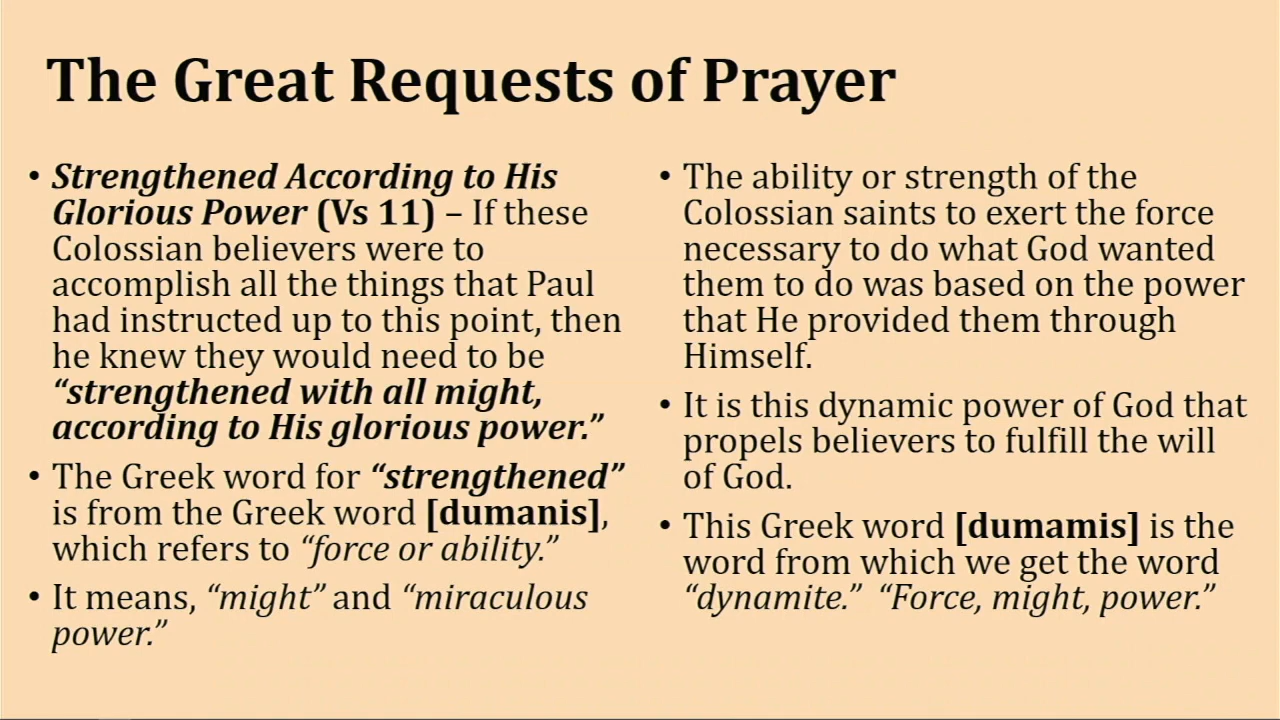 The Great Requests of Prayer
• Strengthened According to His
Glorious Power (Vs 11) – If these
Colossian believers were to
accomplish all the things that Paul
had instructed up to this point, then
he knew they would need to be
“strengthened with all might,
according to His glorious power.”
• The Greek word for “strengthened”
is from the Greek word [dumanis],
which refers to “force or ability.”
• It means, “might” and “miraculous
power.”
• The ability or strength of the
Colossian saints to exert the force
necessary to do what God wanted
them to do was based on the power
that He provided them through
Himself.
• It is this dynamic power of God that
propels believers to fulfill the will
of God.
• This Greek word [dumamis] is the
word from which we get the word
“dynamite.” “Force, might, power.”